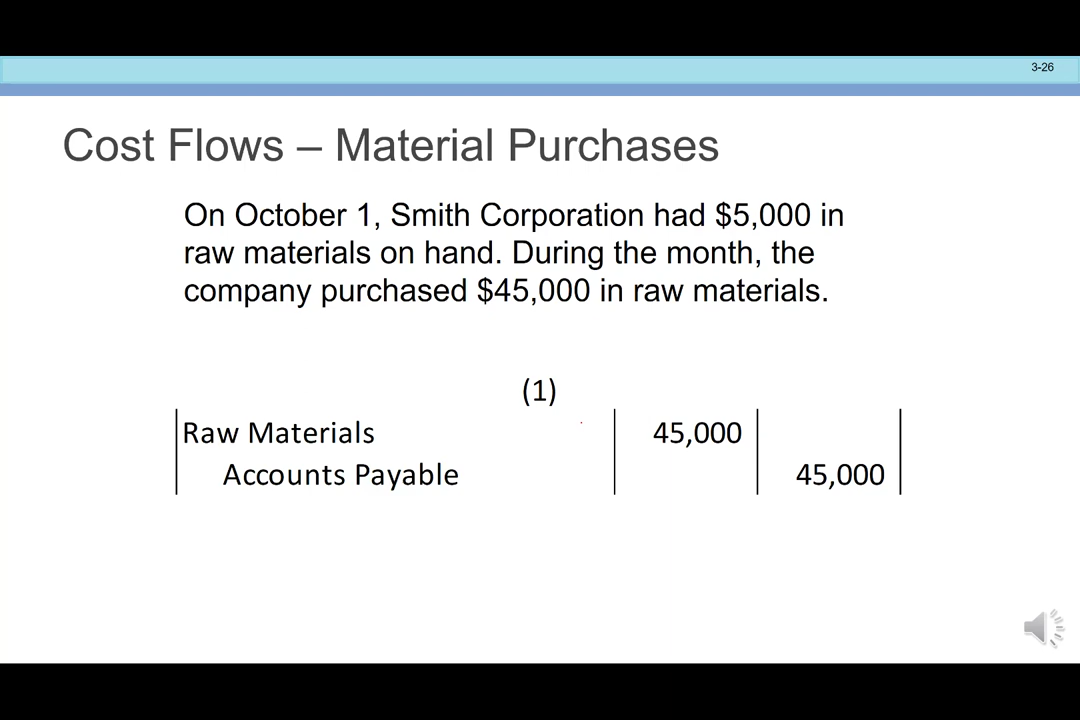 3-26
Cost Flows – Material Purchases
On October 1, Smith Corporation had $5,000 in
raw materials on hand. During the month, the
company purchased $45,000 in raw materials.
(1)
Raw Materials 45,000
Accounts Payable 45,000